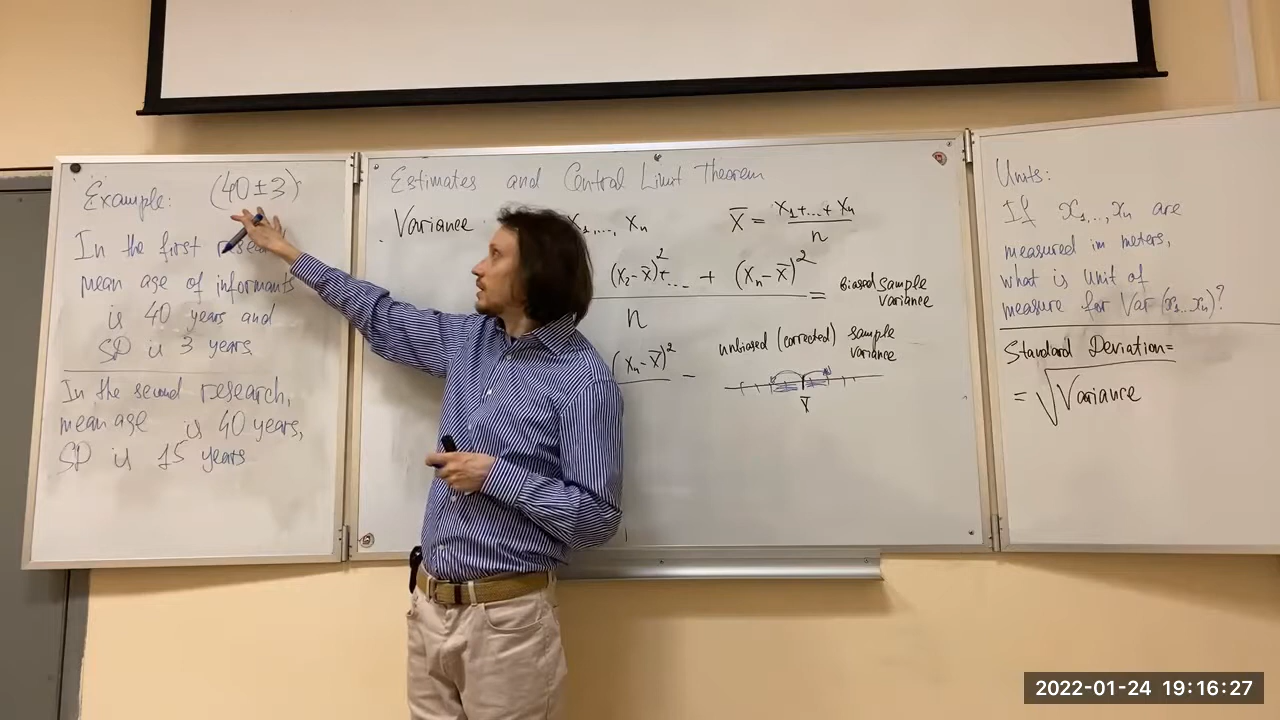 Example: (40±3)
In the first resear
mean age of informants
is 40 years and
SD is 3 years
In the second research,
mean age is 40 years,
SD is 15 years
Estimates and Central Limit Theorem
Variance x₁,..., xₙ x̄ = x₁+...+xₙ / n
(x₂-x̄)²+... + (xₙ-x̄)² / n = biased sample variance
(xₙ-x̄)² –
unbiased (corrected) sample
variance
x̄
Units:
If x₁..,xₙ are
measured in meters,
what is unit of
measure for Var (x₁...xₙ)?
Standard Deviation=
= √Variance
2022-01-24 19:16:27